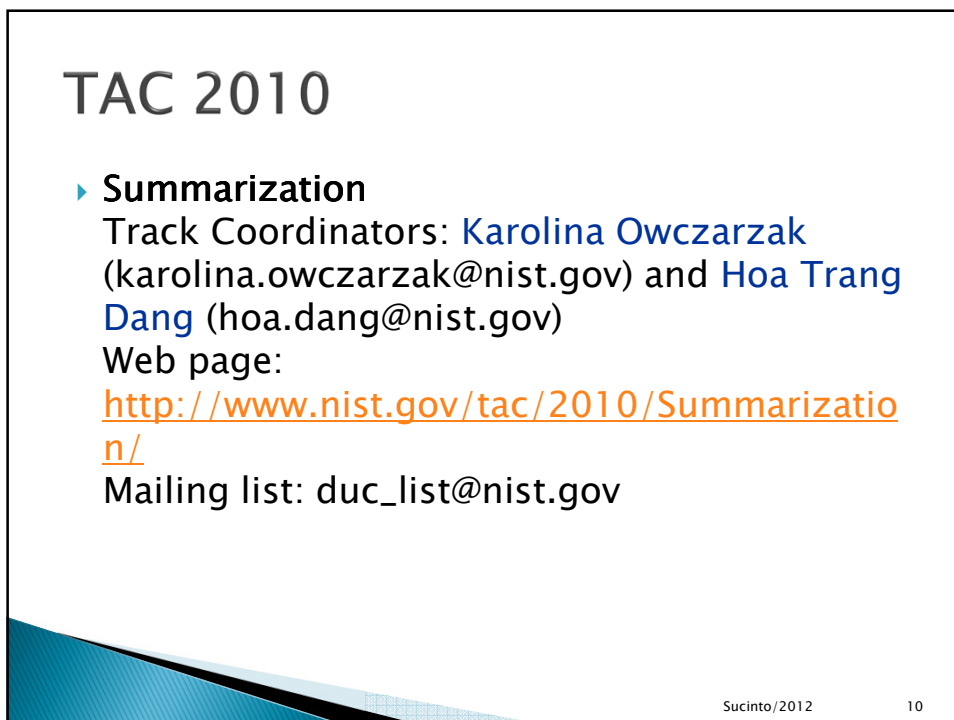 TAC 2010
Summarization
Track Coordinators: Karolina Owczarzak
(karolina.owczarzak@nist.gov) and Hoa Trang
Dang (hoa.dang@nist.gov)
Web page:
http://www.nist.gov/tac/2010/Summarizatio
n/
Mailing list: duc_list@nist.gov
Sucinto/2012 10